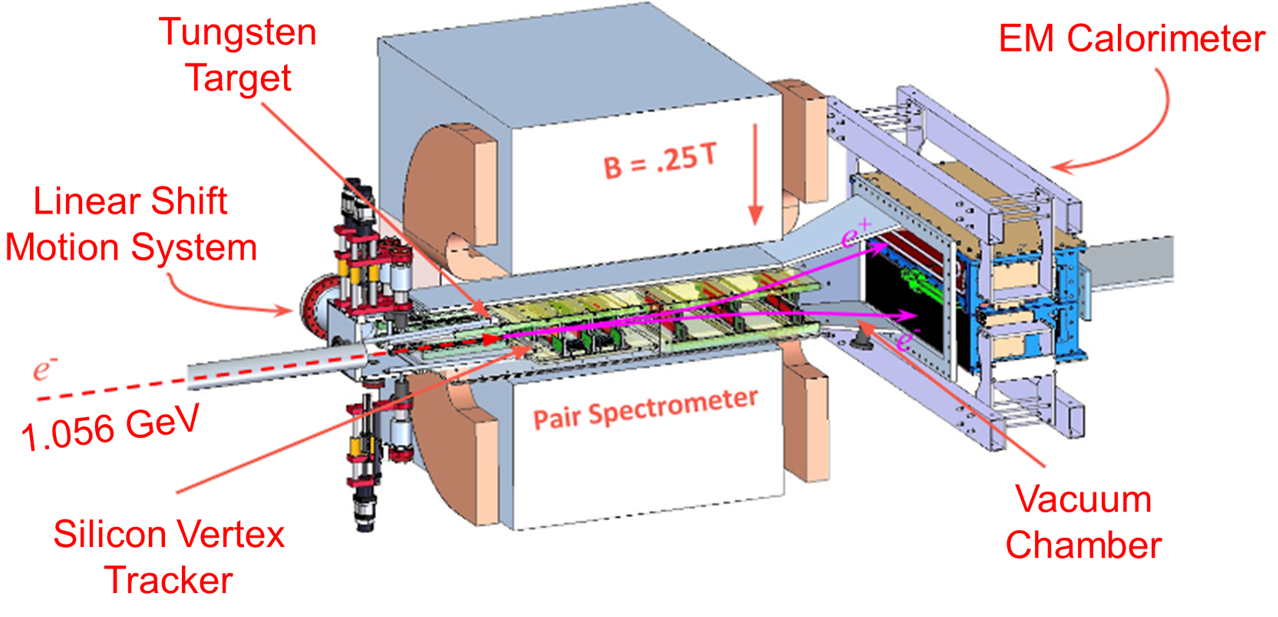 Tungsten
Target
EM Calorimeter
B = .25T
Linear Shift
Motion System
e+
e-
e-
1.056 GeV
Pair Spectrometer
Silicon Vertex
Tracker
Vacuum
Chamber